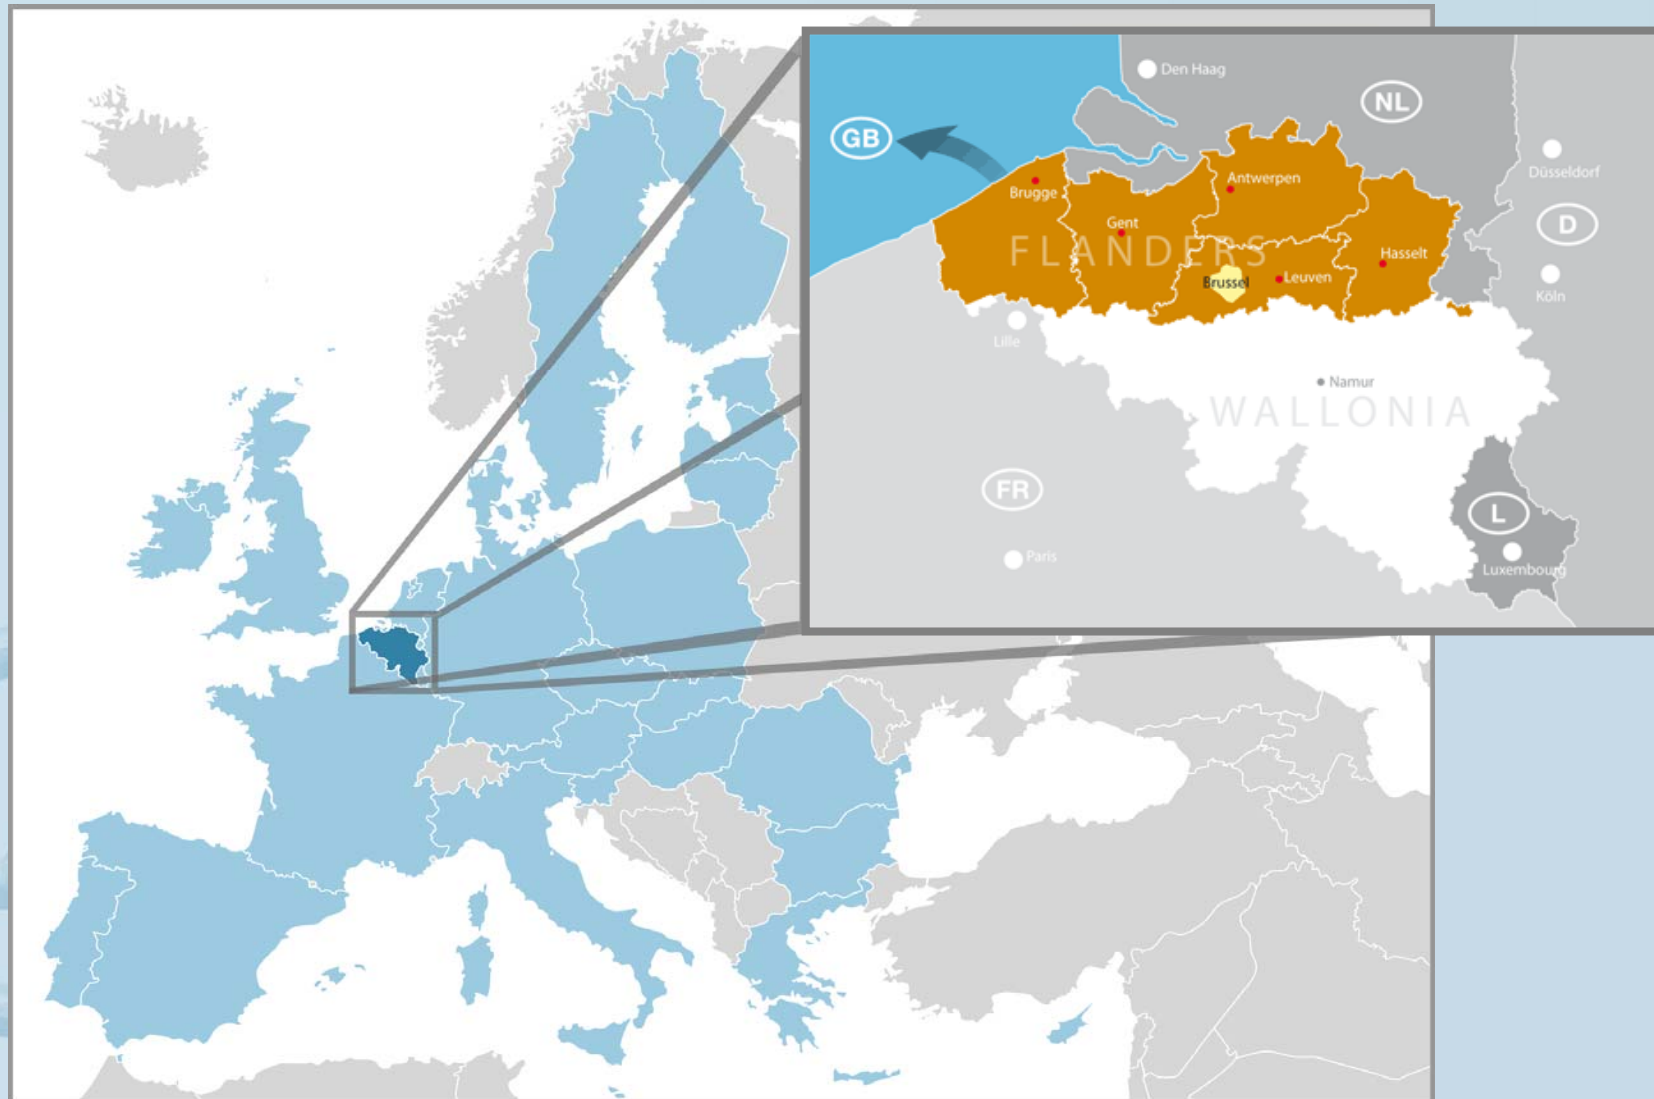 Den Haag
NL
GB
Düsseldorf
Antwerpen
Brugge
D
Gent
FLANDERS
Hasselt
Brussel
Leuven
Köln
Lille
Namur
WALLONIA
FR
L
Paris
Luxembourg